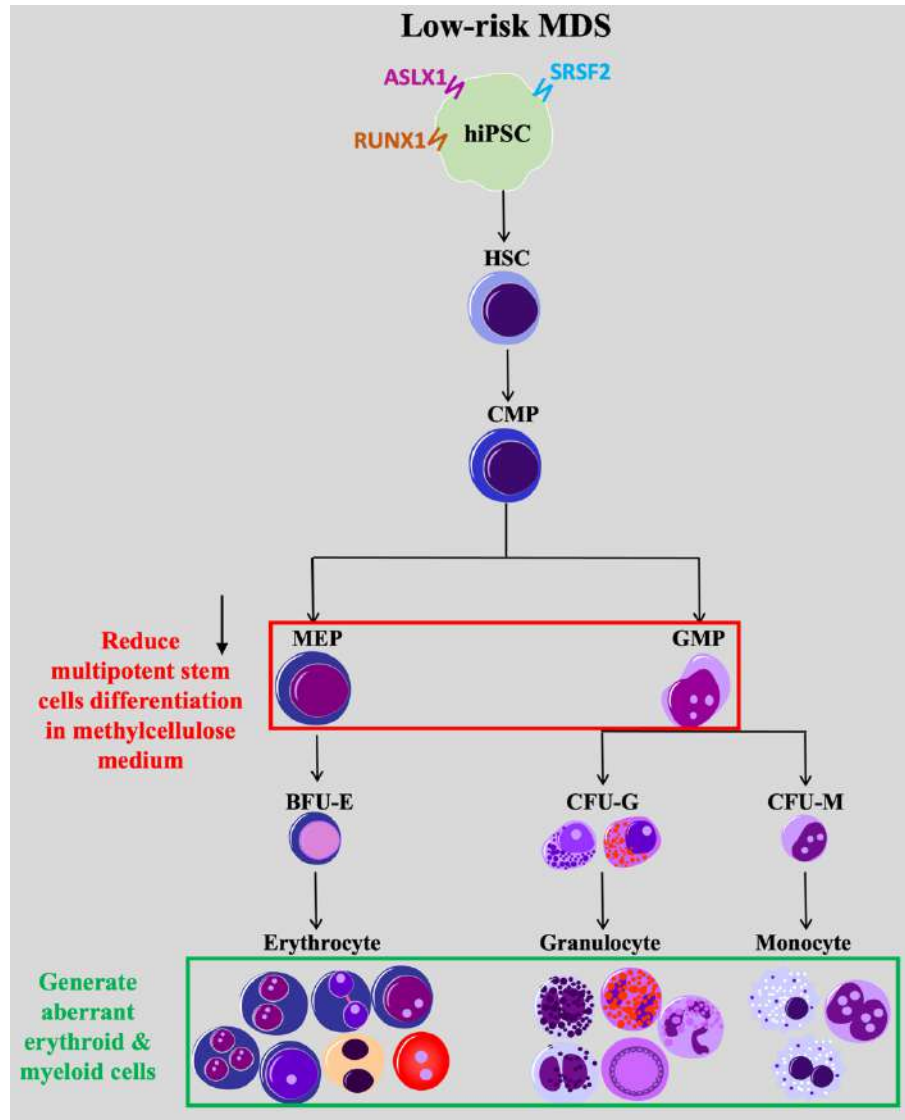 Low-risk MDS
ASLX1
SRSF2
RUNX1
hiPSC
HSC
CMP
MEP
GMP
Reduce
multipotent stem
cells differentiation
in methylcellulose
medium
BFU-E
CFU-G
CFU-M
Erythrocyte
Granulocyte
Monocyte
Generate
aberrant
erythroid &
myeloid cells